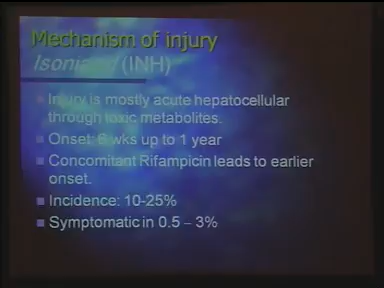 Mechanism of injury
Isoniazid (INH)
Injury is mostly acute hepatocellular
through toxic metabolites.
Onset: 6 wks up to 1 year
Concomitant Rifampicin leads to earlier
onset.
Incidence: 10-25%
Symptomatic in 0.5 – 3%